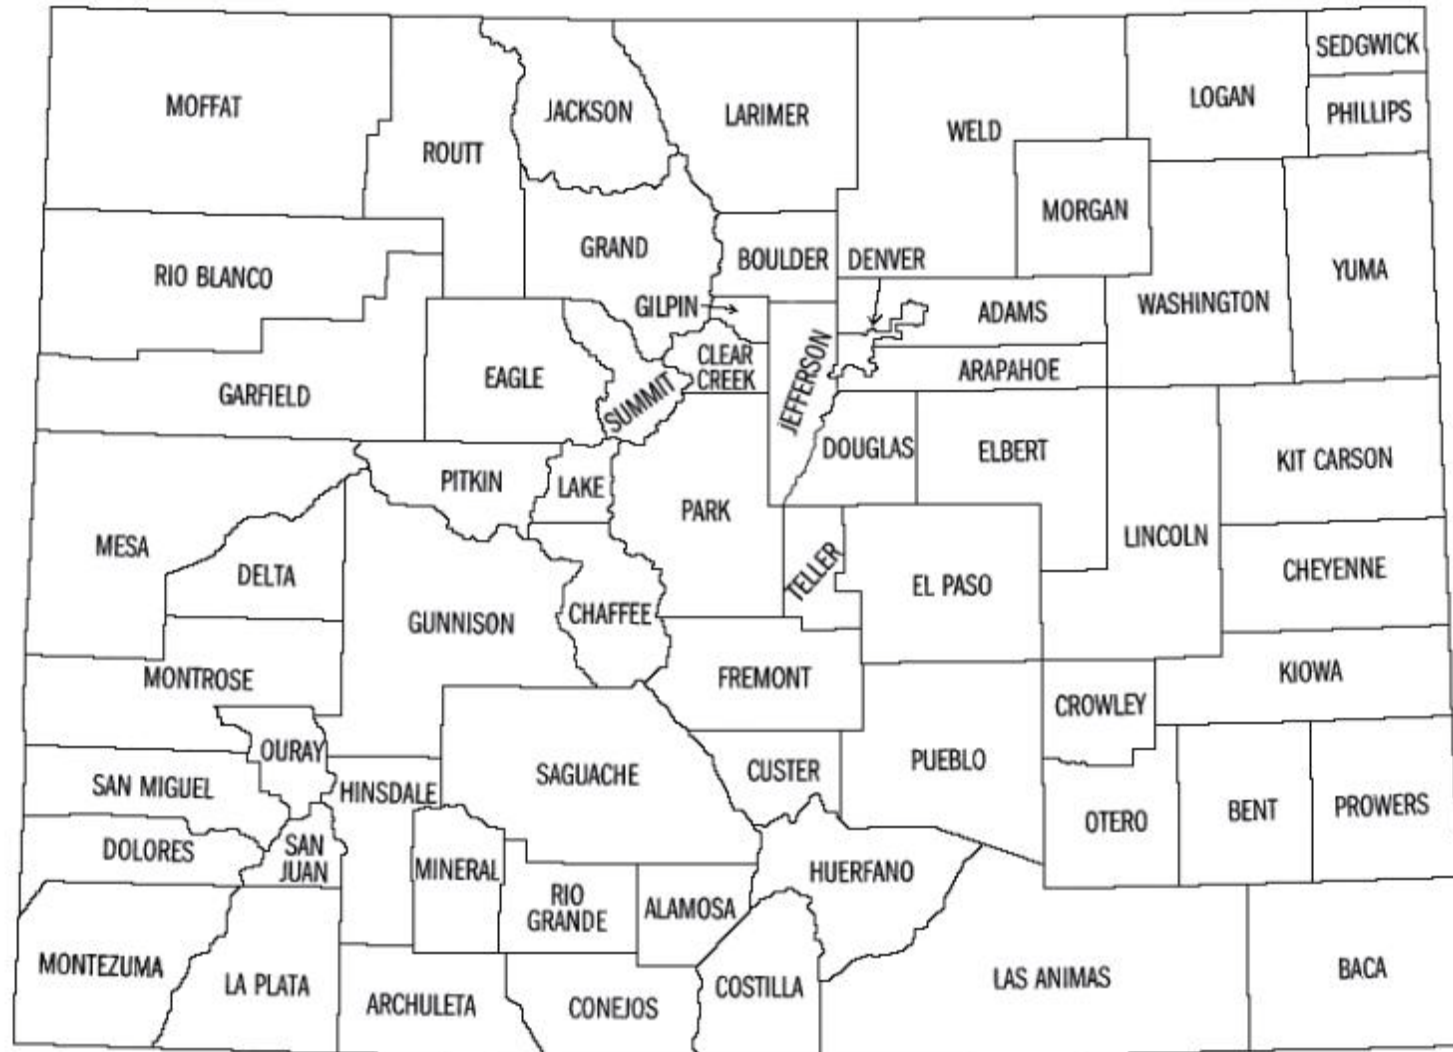 SEDGWICK
MOFFAT
JACKSON
LARIMER
LOGAN
PHILLIPS
WELD
ROUTT
MORGAN
GRAND
BOULDER
DENVER
YUMA
RIO BLANCO
GILPIN
ADAMS
WASHINGTON
CLEAR
CREEK
JEFFERSON
ARAPAHOE
EAGLE
SUMMIT
GARFIELD
DOUGLAS
ELBERT
KIT CARSON
PITKIN
LAKE
PARK
LINCOLN
MESA
DELTA
TELLER
CHEYENNE
EL PASO
GUNNISON
CHAFFEE
MONTROSE
FREMONT
KIOWA
CROWLEY
OURAY
SAN MIGUEL
HINSDALE
SAGUACHE
CUSTER
PUEBLO
OTERO
BENT
PROWERS
DOLORES
SAN
JUAN
MINERAL
HUERFANO
RIO
GRANDE
ALAMOSA
MONTEZUMA
LA PLATA
ARCHULETA
CONEJOS
COSTILLA
LAS ANIMAS
BACA